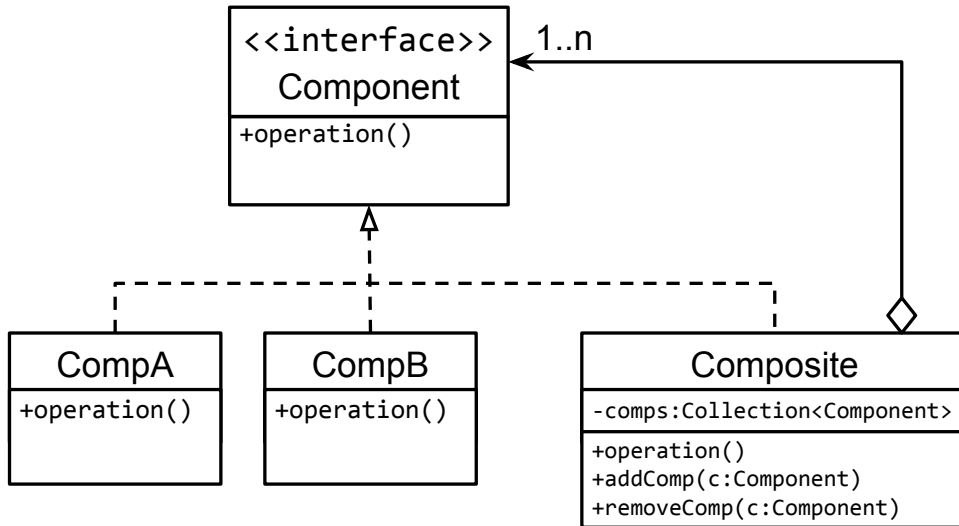 <<interface>>
Component
+operation()
1..n
CompA
+operation()
CompB
+operation()
Composite
-comps:Collection<Component>
+operation()
+addComp(c:Component)
+removeComp(c:Component)